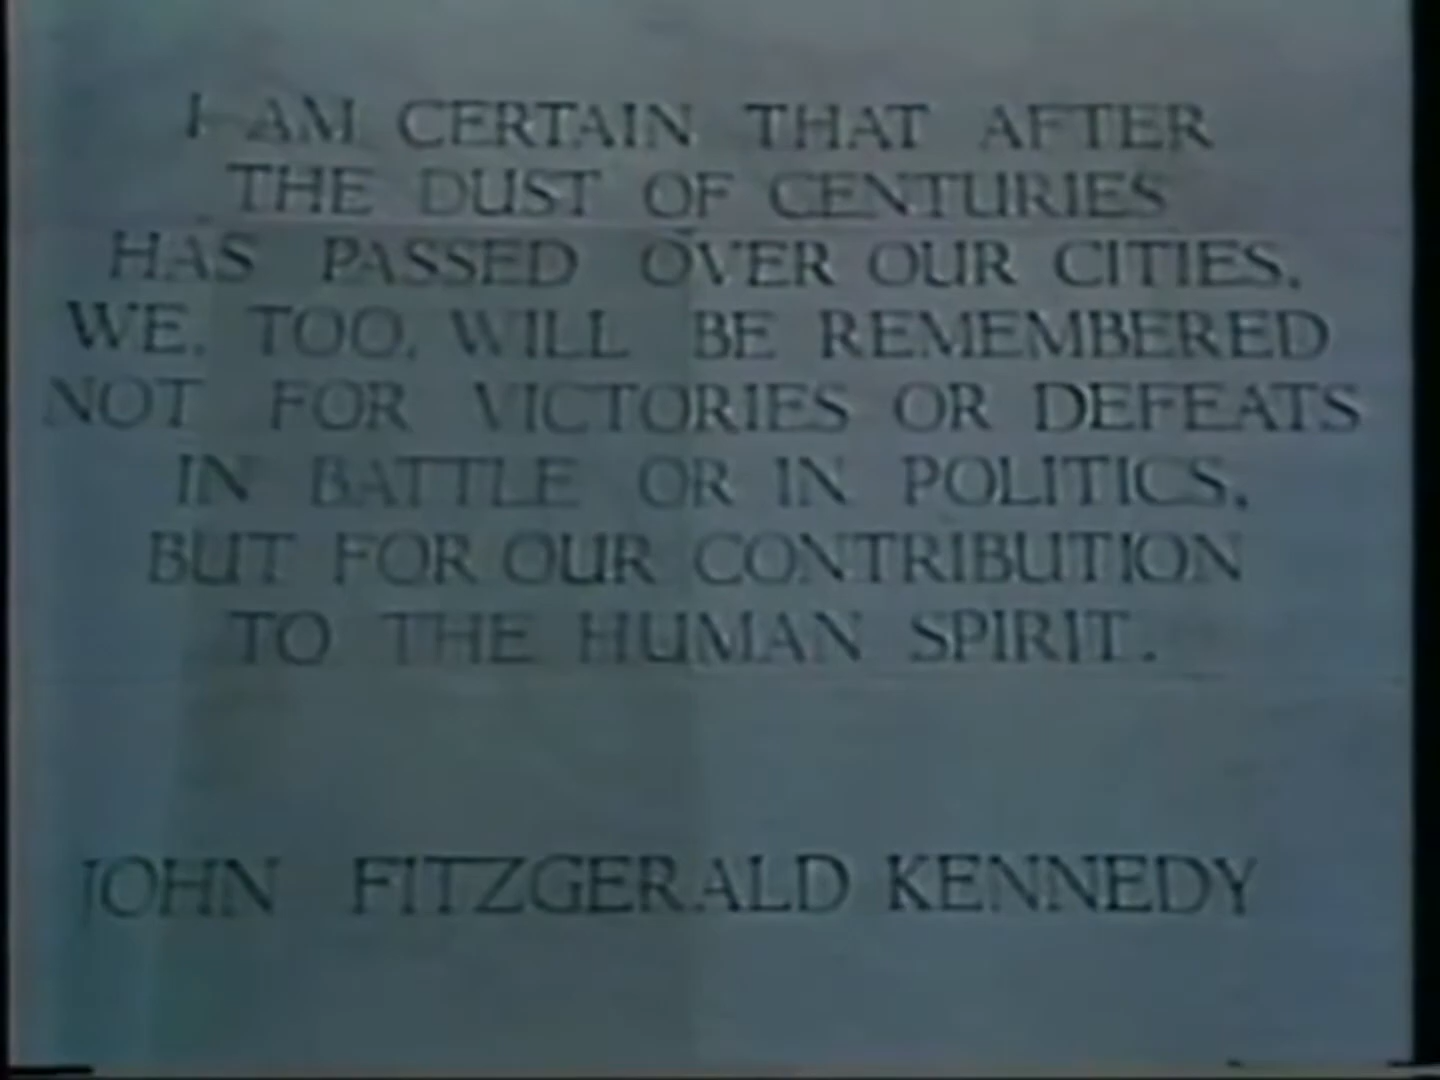 I AM CERTAIN THAT AFTER
THE DUST OF CENTURIES
HAS PASSED OVER OUR CITIES,
WE, TOO, WILL BE REMEMBERED
NOT FOR VICTORIES OR DEFEATS
IN BATTLE OR IN POLITICS,
BUT FOR OUR CONTRIBUTION
TO THE HUMAN SPIRIT.
JOHN FITZGERALD KENNEDY